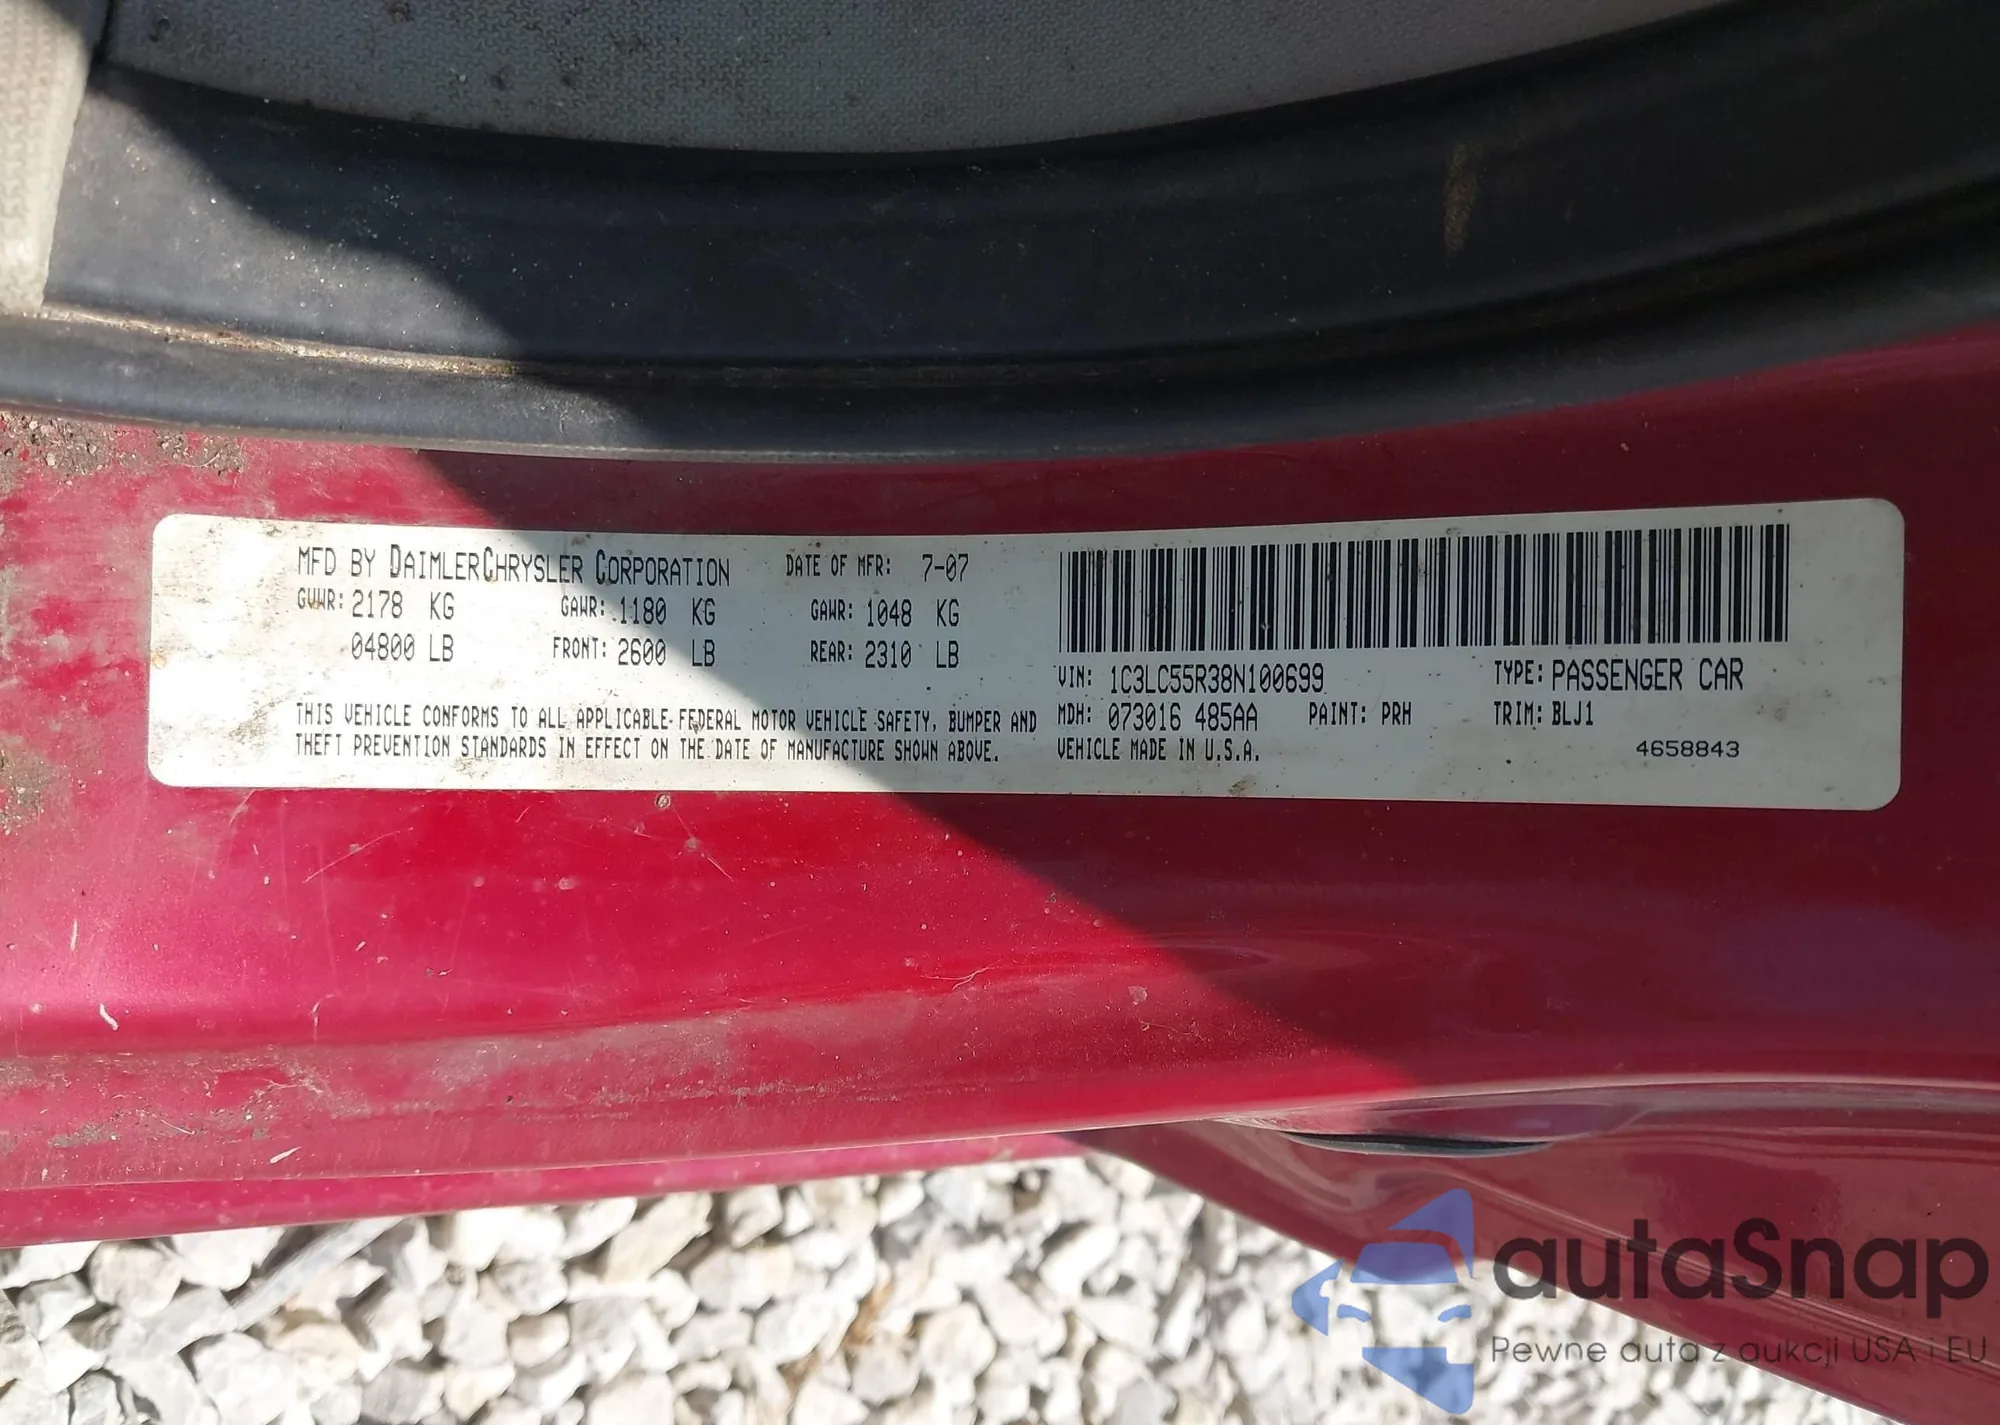 MFD BY DAIMLERCHRYSLER CORPORATION DATE OF MFR: 7-07
GVWR: 2178 KG GAWR: 1180 KG GAWR: 1048 KG
04800 LB FRONT: 2600 LB REAR: 2310 LB
THIS VEHICLE CONFORMS TO ALL APPLICABLE FEDERAL MOTOR VEHICLE SAFETY, BUMPER AND
THEFT PREVENTION STANDARDS IN EFFECT ON THE DATE OF MANUFACTURE SHOWN ABOVE.
VIN: 1C3LC55R38N100699 TYPE: PASSENGER CAR
MDH: 073016 485AA PAINT: PRH TRIM: BLJ1
VEHICLE MADE IN U.S.A. 4658843
autaSnap
Pewne auta z aukcji USA i EU